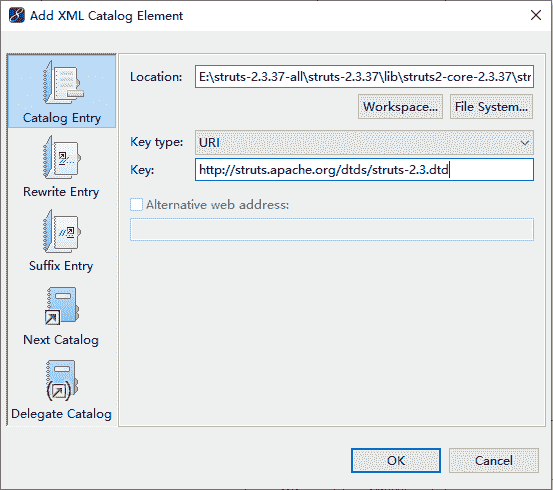 Add XML Catalog Element
Catalog Entry
Rewrite Entry
Suffix Entry
Next Catalog
Delegate Catalog
Location: E:\struts-2.3.37-all\struts-2.3.37\lib\struts2-core-2.3.37\str
Workspace... File System...
Key type: URI
Key: http://struts.apache.org/dtds/struts-2.3.dtd
Alternative web address:
OK Cancel